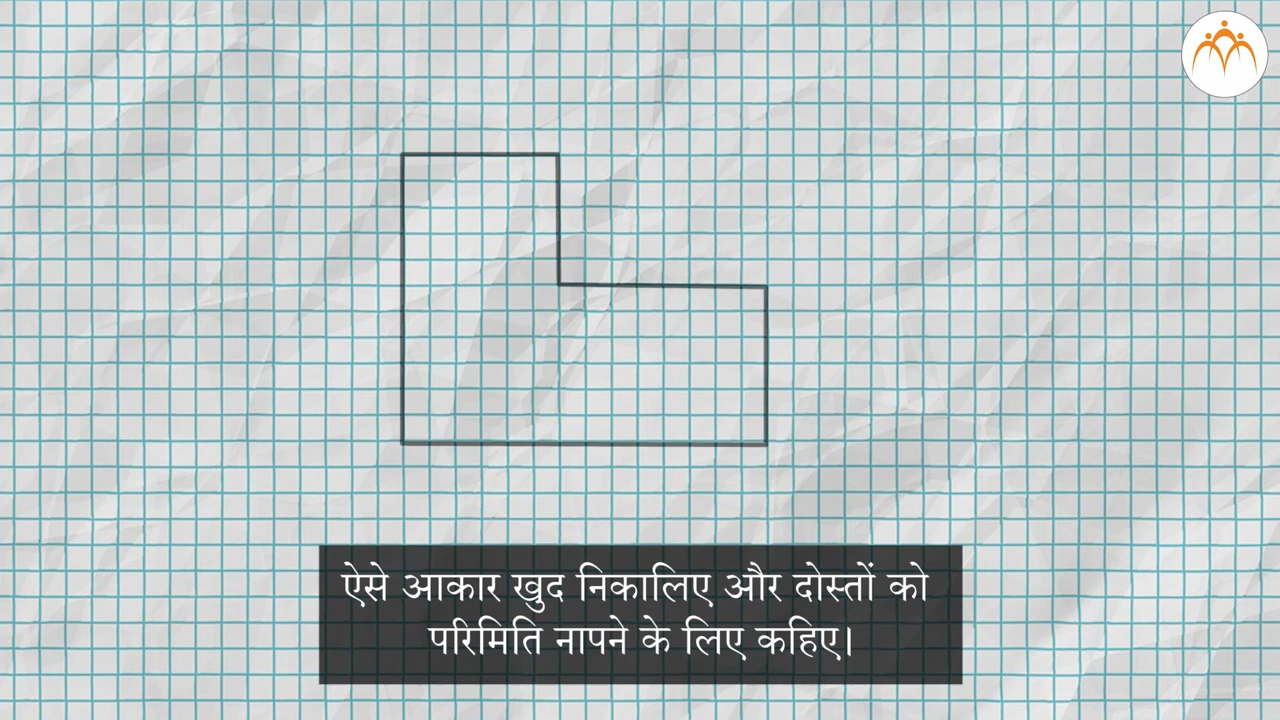 ऐसे आकार खुद निकालिए और दोस्तों को
परिमिति नापने के लिए कहिए।